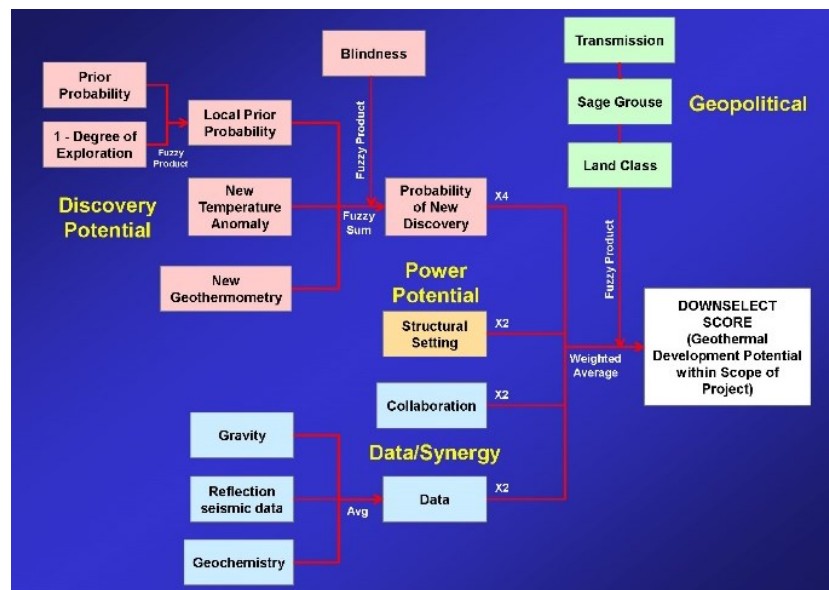 Blindness
Transmission
Sage Grouse
Land Class
Geopolitical
Fuzzy Product
Prior
Probability
1 - Degree of
Exploration
Fuzzy
Product
Local Prior
Probability
Discovery
Potential
New
Temperature
Anomaly
New
Geothermometry
Fuzzy Product
Fuzzy
Sum
Probability
of New
Discovery
X4
Power
Potential
Structural
Setting
X2
Collaboration
X2
Data/Synergy
Gravity
Reflection
seismic data
Geochemistry
Avg
Data
X2
Weighted
Average
DOWNSELECT
SCORE
(Geothermal
Development Potential
within Scope of
Project)